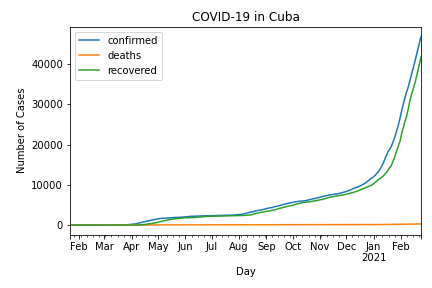 COVID-19 in Cuba
confirmed
deaths
recovered
Number of Cases
40000
30000
20000
10000
0
Feb Mar Apr May Jun Jul Aug Sep Oct Nov Dec Jan Feb
2021
Day